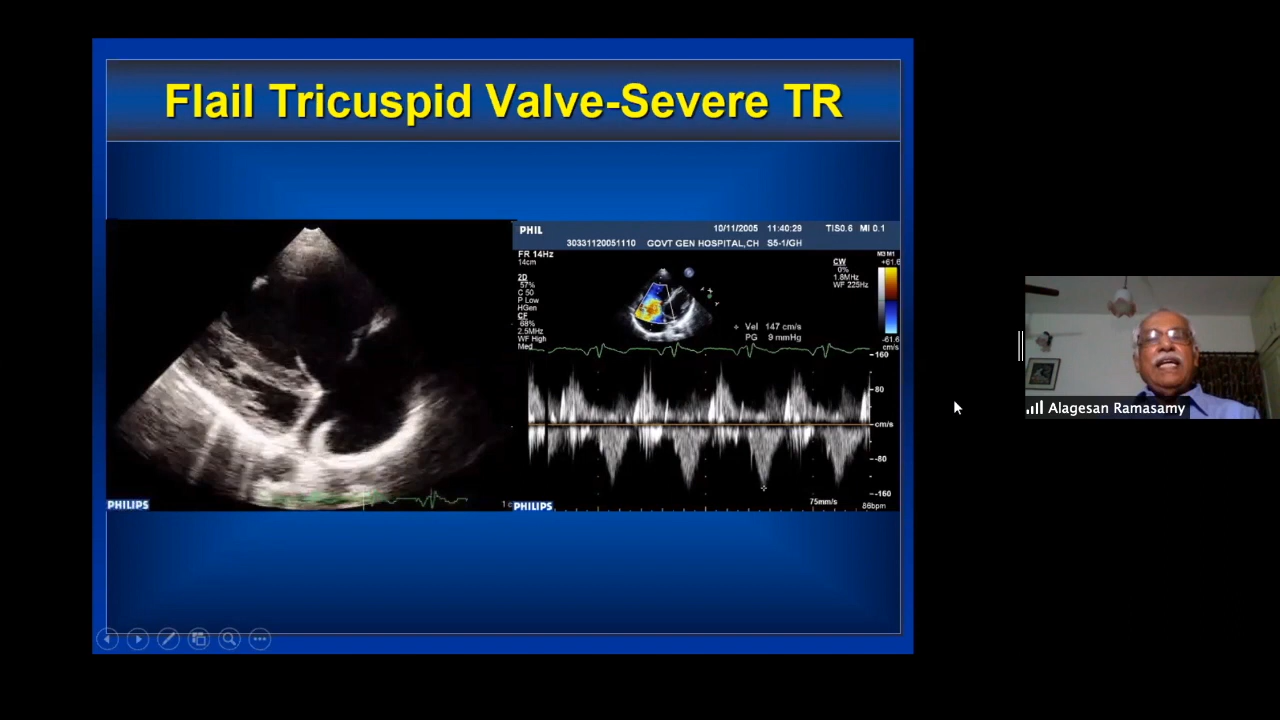 Flail Tricuspid Valve-Severe TR
PHILIPS
PHIL
10/11/2005 11:40:29 TIS0.6 MI 0.1
30331120051110 GOVT GEN HOSPITAL,CH S5-1/GH
FR 14Hz
14cm
2D
57%
C 50
P Low
HGen
CF
68%
2.5MHz
WF High
Med
CW
0%
1.8MHz
WF 225Hz
M3 M1
+61.6
-61.6
cm/s
Vel 147 cm/s
PG 9 mmHg
160
80
cm/s
-80
-160
75mm/s
86bpm
PHILIPS
Alagesan Ramasamy